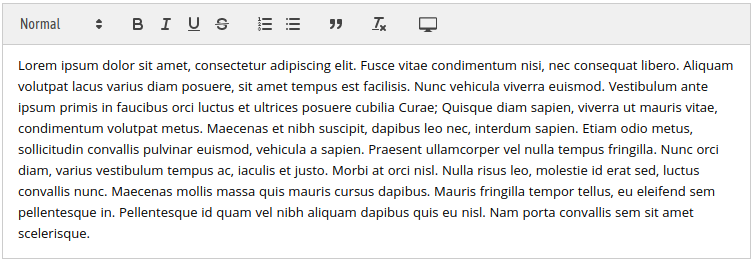 Normal
Lorem ipsum dolor sit amet, consectetur adipiscing elit. Fusce vitae condimentum nisi, nec consequat libero. Aliquam
volutpat lacus varius diam posuere, sit amet tempus est facilisis. Nunc vehicula viverra euismod. Vestibulum ante
ipsum primis in faucibus orci luctus et ultrices posuere cubilia Curae; Quisque diam sapien, viverra ut mauris vitae,
condimentum volutpat metus. Maecenas et nibh suscipit, dapibus leo nec, interdum sapien. Etiam odio metus,
sollicitudin convallis pulvinar euismod, vehicula a sapien. Praesent ullamcorper vel nulla tempus fringilla. Nunc orci
diam, varius vestibulum tempus ac, iaculis et justo. Morbi at orci nisl. Nulla risus leo, molestie id erat sed, luctus
convallis nunc. Maecenas mollis massa quis mauris cursus dapibus. Mauris fringilla tempor tellus, eu eleifend sem
pellentesque in. Pellentesque id quam vel nibh aliquam dapibus quis eu nisl. Nam porta convallis sem sit amet
scelerisque.